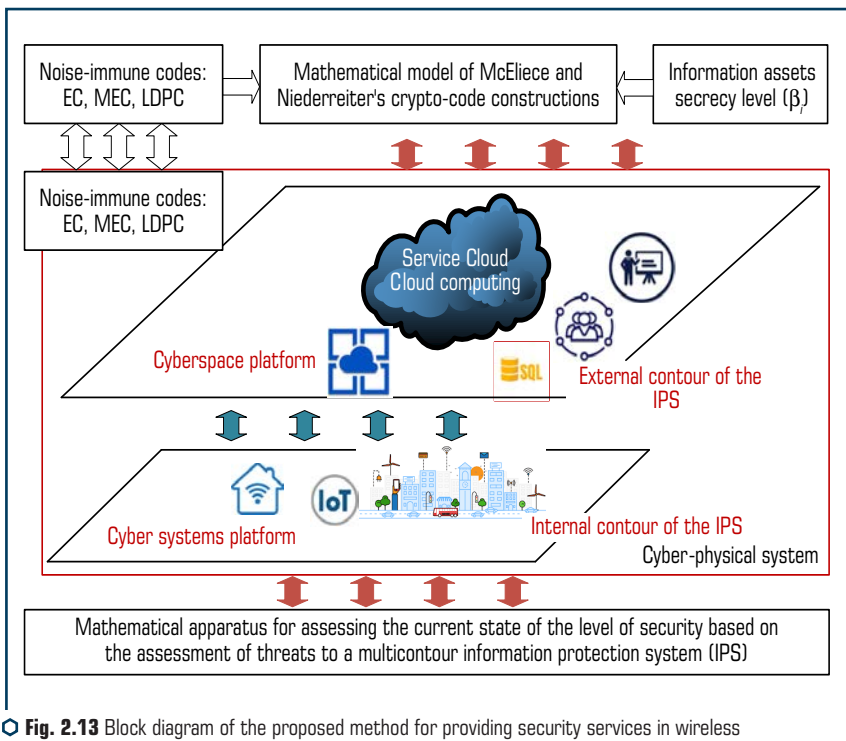 Noise-immune codes:
EC, MEC, LDPC
Mathematical model of McEliece and
Niederreiter's crypto-code constructions
Information assets
secrecy level (βi)
Noise-immune codes:
EC, MEC, LDPC
Service Cloud
Cloud computing
Cyberspace platform
SQL
External contour of the
IPS
IoT
Cyber systems platform
Internal contour of the IPS
Cyber-physical system
Mathematical apparatus for assessing the current state of the level of security based on
the assessment of threats to a multicontour information protection system (IPS)
Fig. 2.13 Block diagram of the proposed method for providing security services in wireless